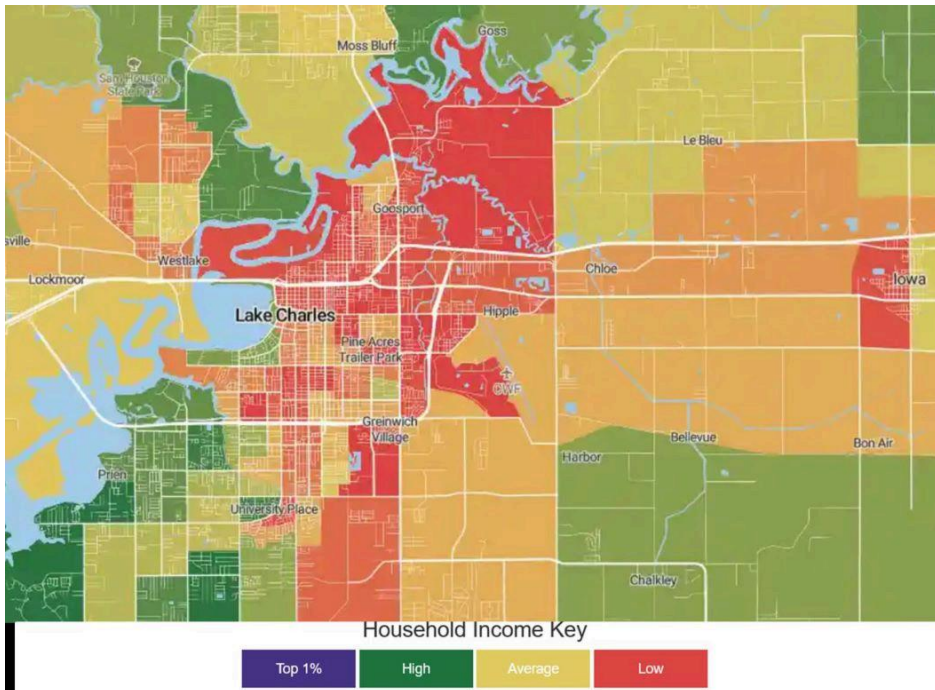 Goss
Moss Bluff
Sam Houston
State Park
Le Bleu
Goosport
sville
Westlake
Chloe
Lockmoor
Iowa
Lake Charles
Hipple
Pine Acres
Trailer Park
CWF
Greinwich
Village
Bellevue
Bon Air
Harbor
Prien
University Place
Chalkley
Household Income Key
Top 1%
High
Average
Low